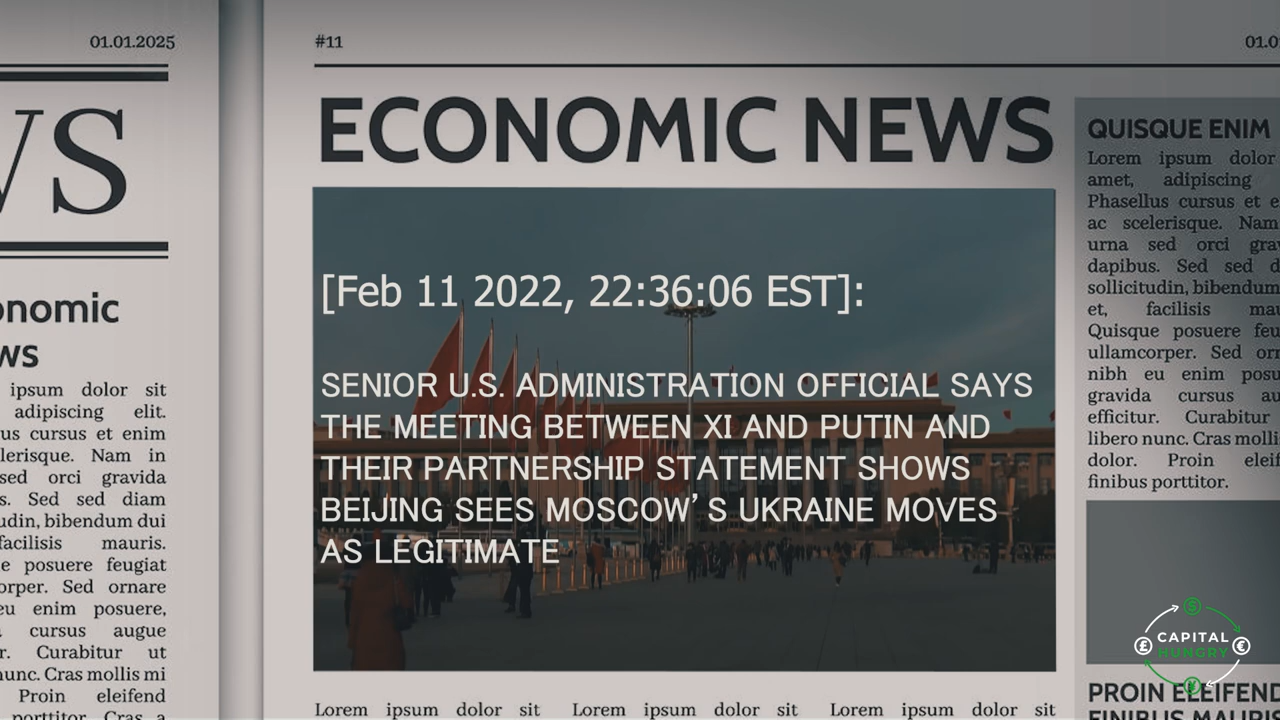 01.01.2025
WS
onomic
WS
ipsum dolor sit
adipiscing elit.
us cursus et enim
lerisque. Nam in
sed orci gravida
s. Sed sed diam
udin, bibendum dui
facilisis mauris.
e posuere feugiat
orper. Sed ornare
eu enim posuere,
cursus augue
r. Curabitur ut
nunc. Cras mollis mi
Proin eleifend
porttitor. Cras a
#11
01.0
ECONOMIC NEWS
[Feb 11 2022, 22:36:06 EST]:
SENIOR U.S. ADMINISTRATION OFFICIAL SAYS
THE MEETING BETWEEN XI AND PUTIN AND
THEIR PARTNERSHIP STATEMENT SHOWS
BEIJING SEES MOSCOW’S UKRAINE MOVES
AS LEGITIMATE
Lorem ipsum dolor sit
Lorem ipsum dolor sit
Lorem ipsum dolor sit
QUISQUE ENIM
Lorem ipsum dolor
amet, adipiscing
Phasellus cursus et e
ac scelerisque. Nam
urna sed orci grav
dapibus. Sed sed d
sollicitudin, bibendum
et, facilisis mau
Quisque posuere feu
ullamcorper. Sed orn
nibh eu enim posu
gravida cursus au
efficitur. Curabitur
libero nunc. Cras molli
dolor. Proin eleif
finibus porttitor.
CAPITAL
HUNGRY
PROIN ELEIFEND
FINIBUS MAURIS